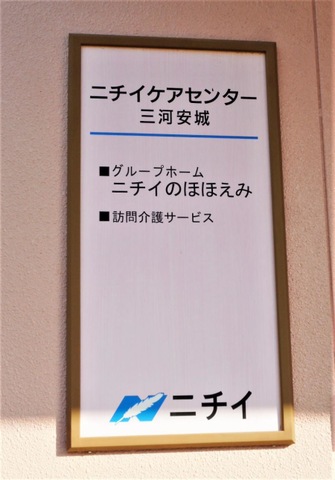 ニチイケアセンター
三河安城
■グループホーム
ニチイのほほえみ
■訪問介護サービス
ニチイ